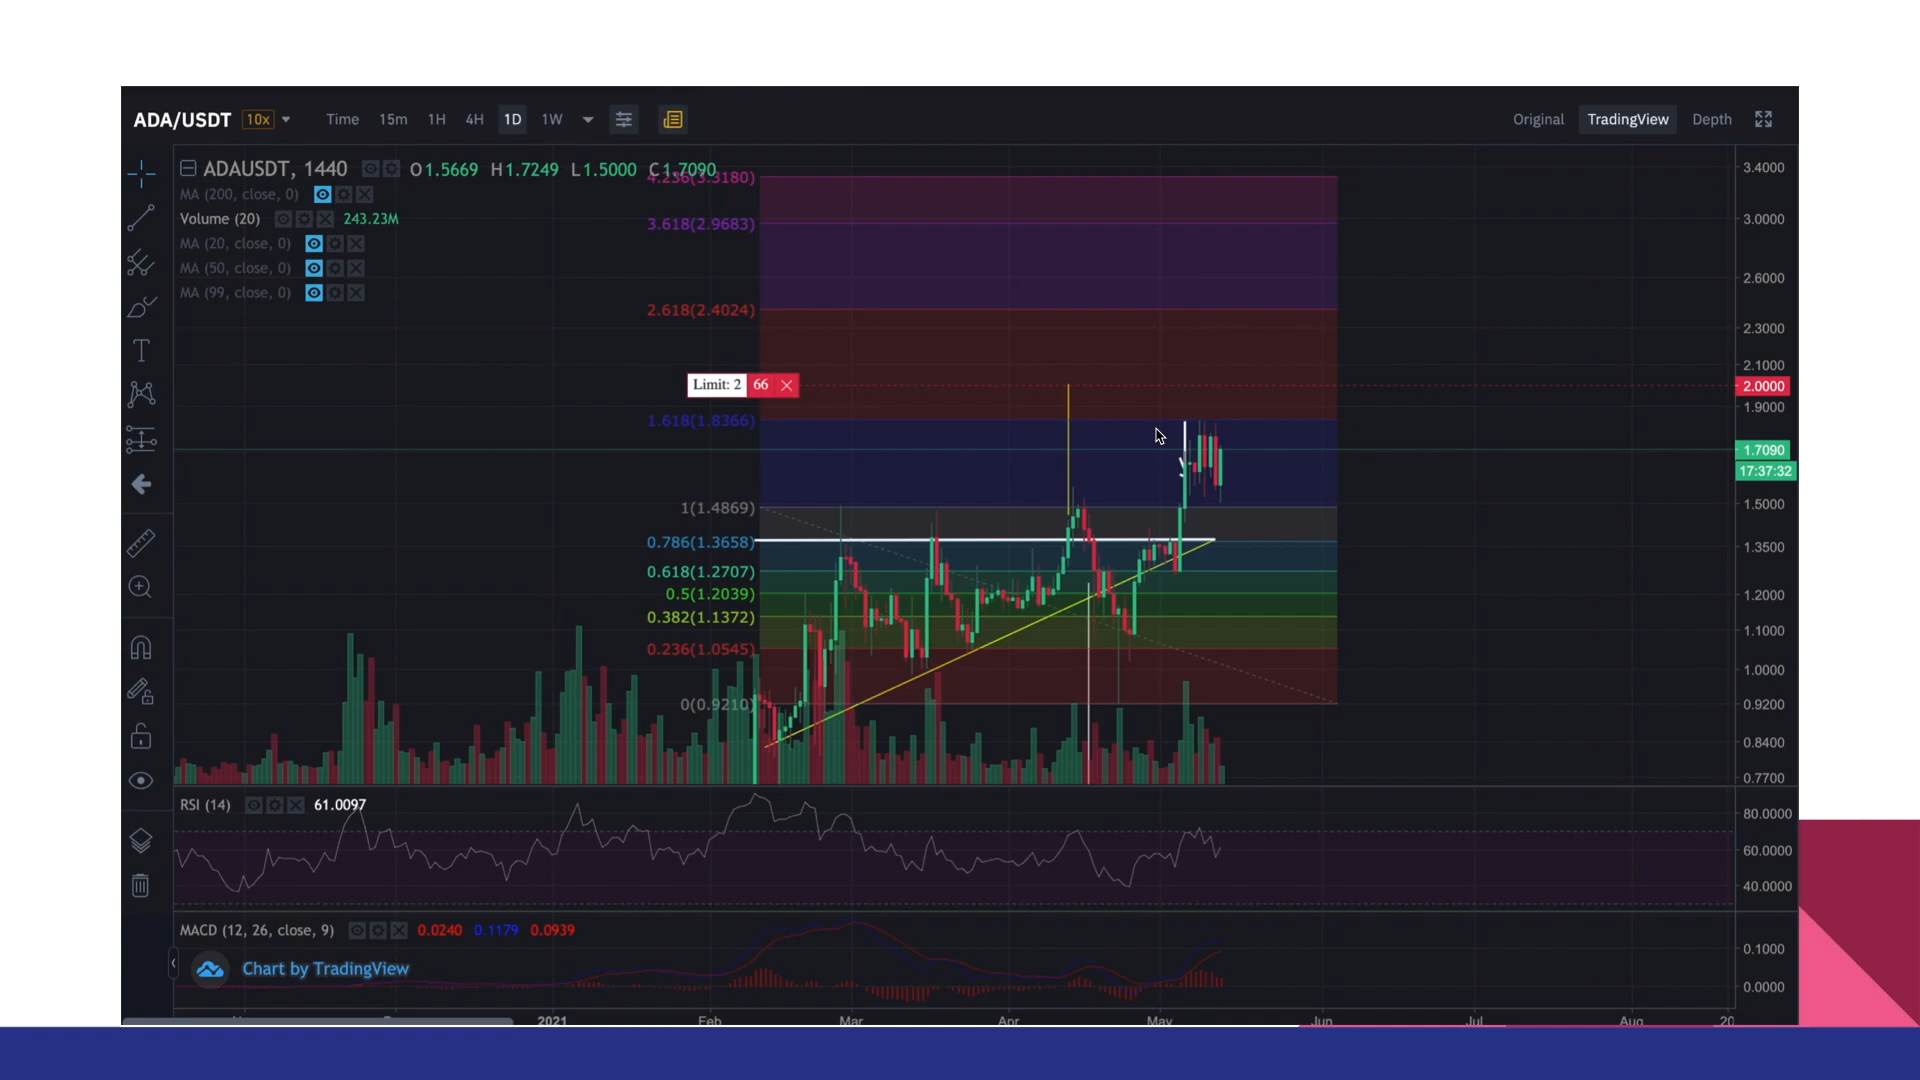 ADA/USDT 10x Time 15m 1H 4H 1D 1W Original TradingView Depth
ADAUSDT, 1440 O1.5669 H1.7249 L1.5000 C1.7090
MA (200, close, 0)
Volume (20) 243.23M
MA (20, close, 0)
MA (50, close, 0)
MA (99, close, 0)
4.236(3.3180)
3.618(2.9683)
2.618(2.4024)
Limit: 2 66
1.618(1.8366)
1(1.4869)
0.786(1.3658)
0.618(1.2707)
0.5(1.2039)
0.382(1.1372)
0.236(1.0545)
0(0.9210)
3.4000
3.0000
2.6000
2.3000
2.1000
2.0000
1.9000
1.7090
17:37:32
1.5000
1.3500
1.2000
1.1000
1.0000
0.9200
0.8400
0.7700
RSI (14) 61.0097
80.0000
60.0000
40.0000
MACD (12, 26, close, 9) 0.0240 0.1179 0.0939
Chart by TradingView
0.1000
0.0000
2021 Feb Mar Apr May Jun Jul Aug 20